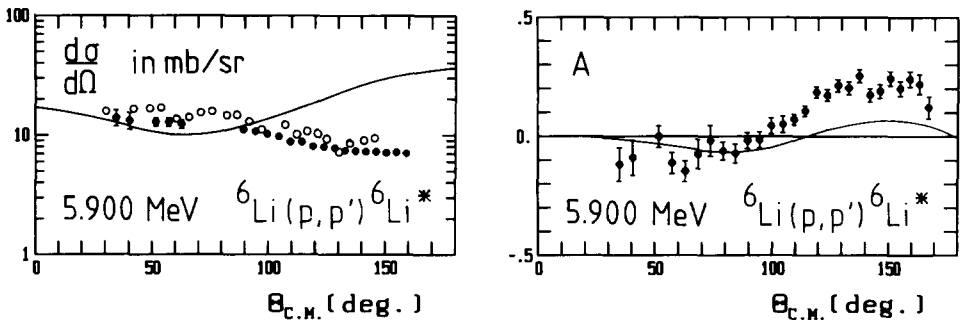 100
10
1
dσ/dΩ in mb/sr
5.900 MeV ⁶Li(p,p')⁶Li*
0 50 100 150
ΘC.M. (deg.)
.5
0.
-.5
A
5.900 MeV ⁶Li(p,p')⁶Li*
0 50 100 150
ΘC.M. (deg.)